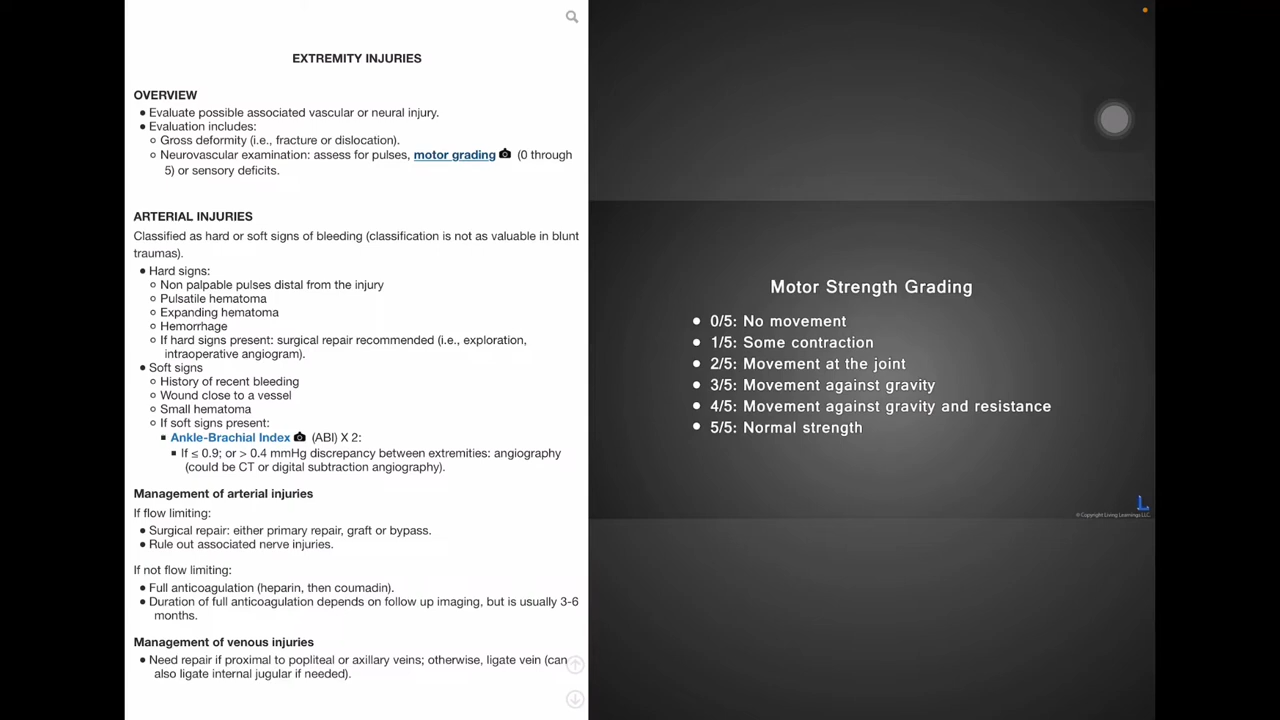 EXTREMITY INJURIES
OVERVIEW
● Evaluate possible associated vascular or neural injury.
● Evaluation includes:
○ Gross deformity (i.e., fracture or dislocation).
○ Neurovascular examination: assess for pulses, motor grading (0 through
5) or sensory deficits.
ARTERIAL INJURIES
Classified as hard or soft signs of bleeding (classification is not as valuable in blunt
traumas).
● Hard signs:
○ Non palpable pulses distal from the injury
○ Pulsatile hematoma
○ Expanding hematoma
○ Hemorrhage
○ If hard signs present: surgical repair recommended (i.e., exploration,
intraoperative angiogram).
● Soft signs
○ History of recent bleeding
○ Wound close to a vessel
○ Small hematoma
○ If soft signs present:
■ Ankle-Brachial Index (ABI) X 2:
■ If ≤ 0.9; or > 0.4 mmHg discrepancy between extremities: angiography
(could be CT or digital subtraction angiography).
Management of arterial injuries
If flow limiting:
● Surgical repair: either primary repair, graft or bypass.
● Rule out associated nerve injuries.
If not flow limiting:
● Full anticoagulation (heparin, then coumadin).
● Duration of full anticoagulation depends on follow up imaging, but is usually 3-6
months.
Management of venous injuries
● Need repair if proximal to popliteal or axillary veins; otherwise, ligate vein (can
also ligate internal jugular if needed).
Motor Strength Grading
● 0/5: No movement
● 1/5: Some contraction
● 2/5: Movement at the joint
● 3/5: Movement against gravity
● 4/5: Movement against gravity and resistance
● 5/5: Normal strength
L
© Copyright Living Learnings LLC.